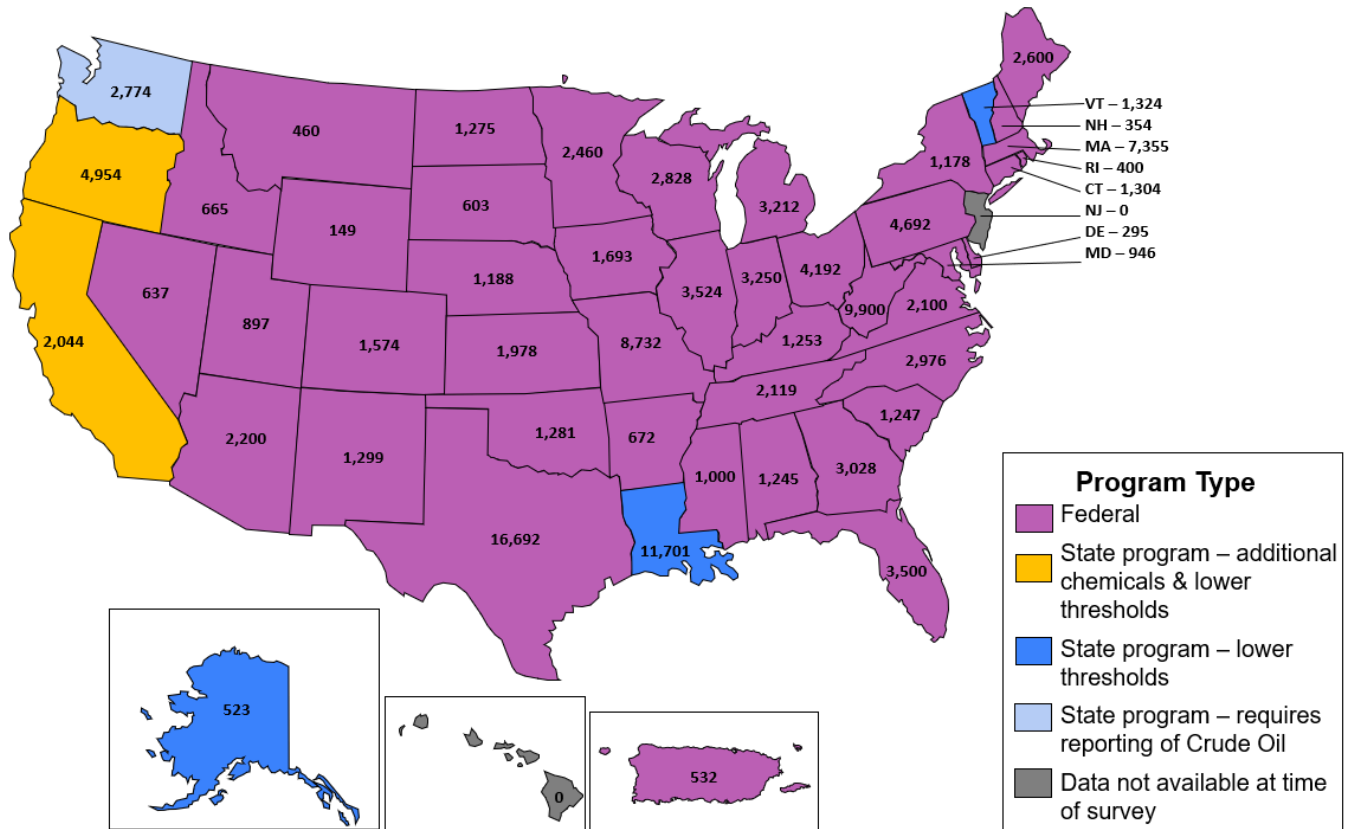 2,600
2,774
460
1,275
2,460
VT – 1,324
NH – 354
MA – 7,355
RI – 400
CT – 1,304
NJ – 0
DE – 295
MD – 946
4,954
665
149
603
2,828
3,212
1,178
4,692
637
897
1,574
1,188
1,693
3,524
3,250
4,192
9,900
2,100
2,044
1,978
8,732
1,253
2,976
2,119
2,200
1,299
1,281
672
1,247
1,000
1,245
3,028
16,692
11,701
3,500
523
0
532
Program Type
Federal
State program – additional
chemicals & lower
thresholds
State program – lower
thresholds
State program – requires
reporting of Crude Oil
Data not available at time
of survey